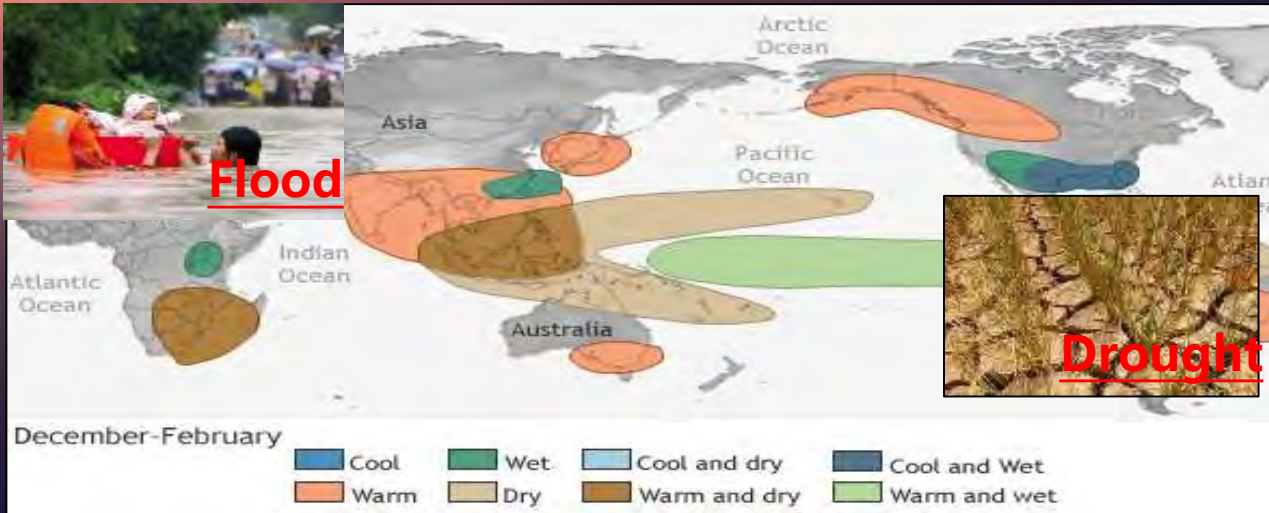 Arctic
Ocean
Asia
Flood
Pacific
Ocean
Indian
Ocean
Atlantic
Ocean
Australia
Drought
December-February
Cool
Wet
Cool and dry
Cool and Wet
Warm
Dry
Warm and dry
Warm and wet